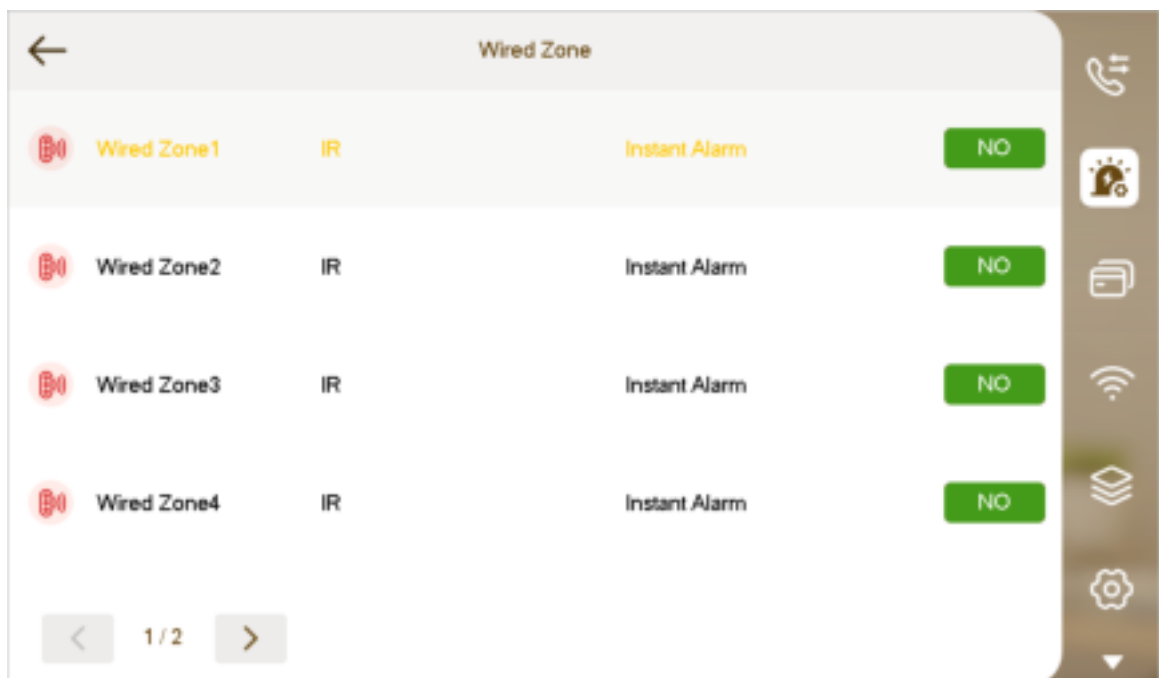 Wired Zone
Wired Zone1 IR Instant Alarm NO
Wired Zone2 IR Instant Alarm NO
Wired Zone3 IR Instant Alarm NO
Wired Zone4 IR Instant Alarm NO
1 / 2